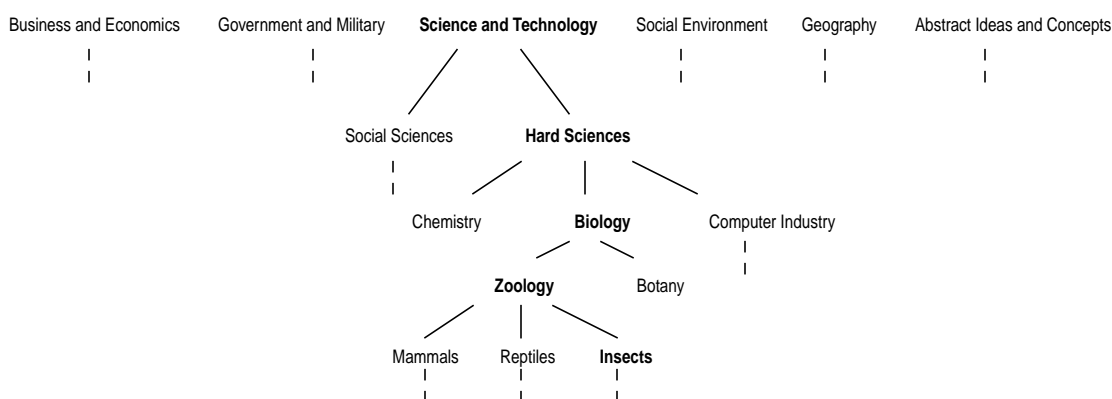 Business and Economics Government and Military Science and Technology Social Environment Geography Abstract Ideas and Concepts
Social Sciences Hard Sciences
Chemistry Biology Computer Industry
Zoology Botany
Mammals Reptiles Insects